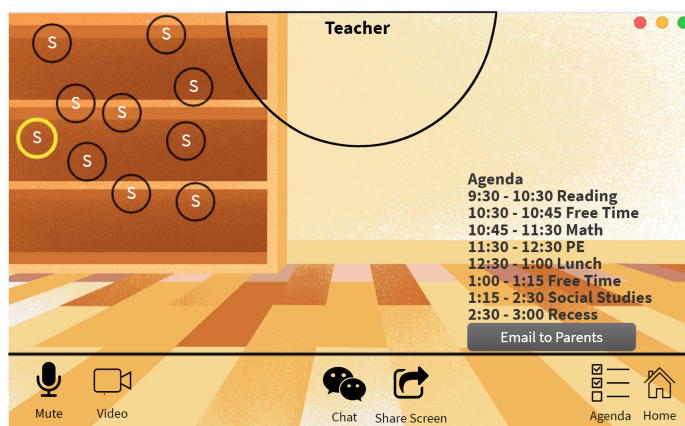 Teacher
S
S
S
S
S
S
S
S
S
S
Agenda
9:30 - 10:30 Reading
10:30 - 10:45 Free Time
10:45 - 11:30 Math
11:30 - 12:30 PE
12:30 - 1:00 Lunch
1:00 - 1:15 Free Time
1:15 - 2:30 Social Studies
2:30 - 3:00 Recess
Email to Parents
Mute
Video
Chat
Share Screen
Agenda
Home